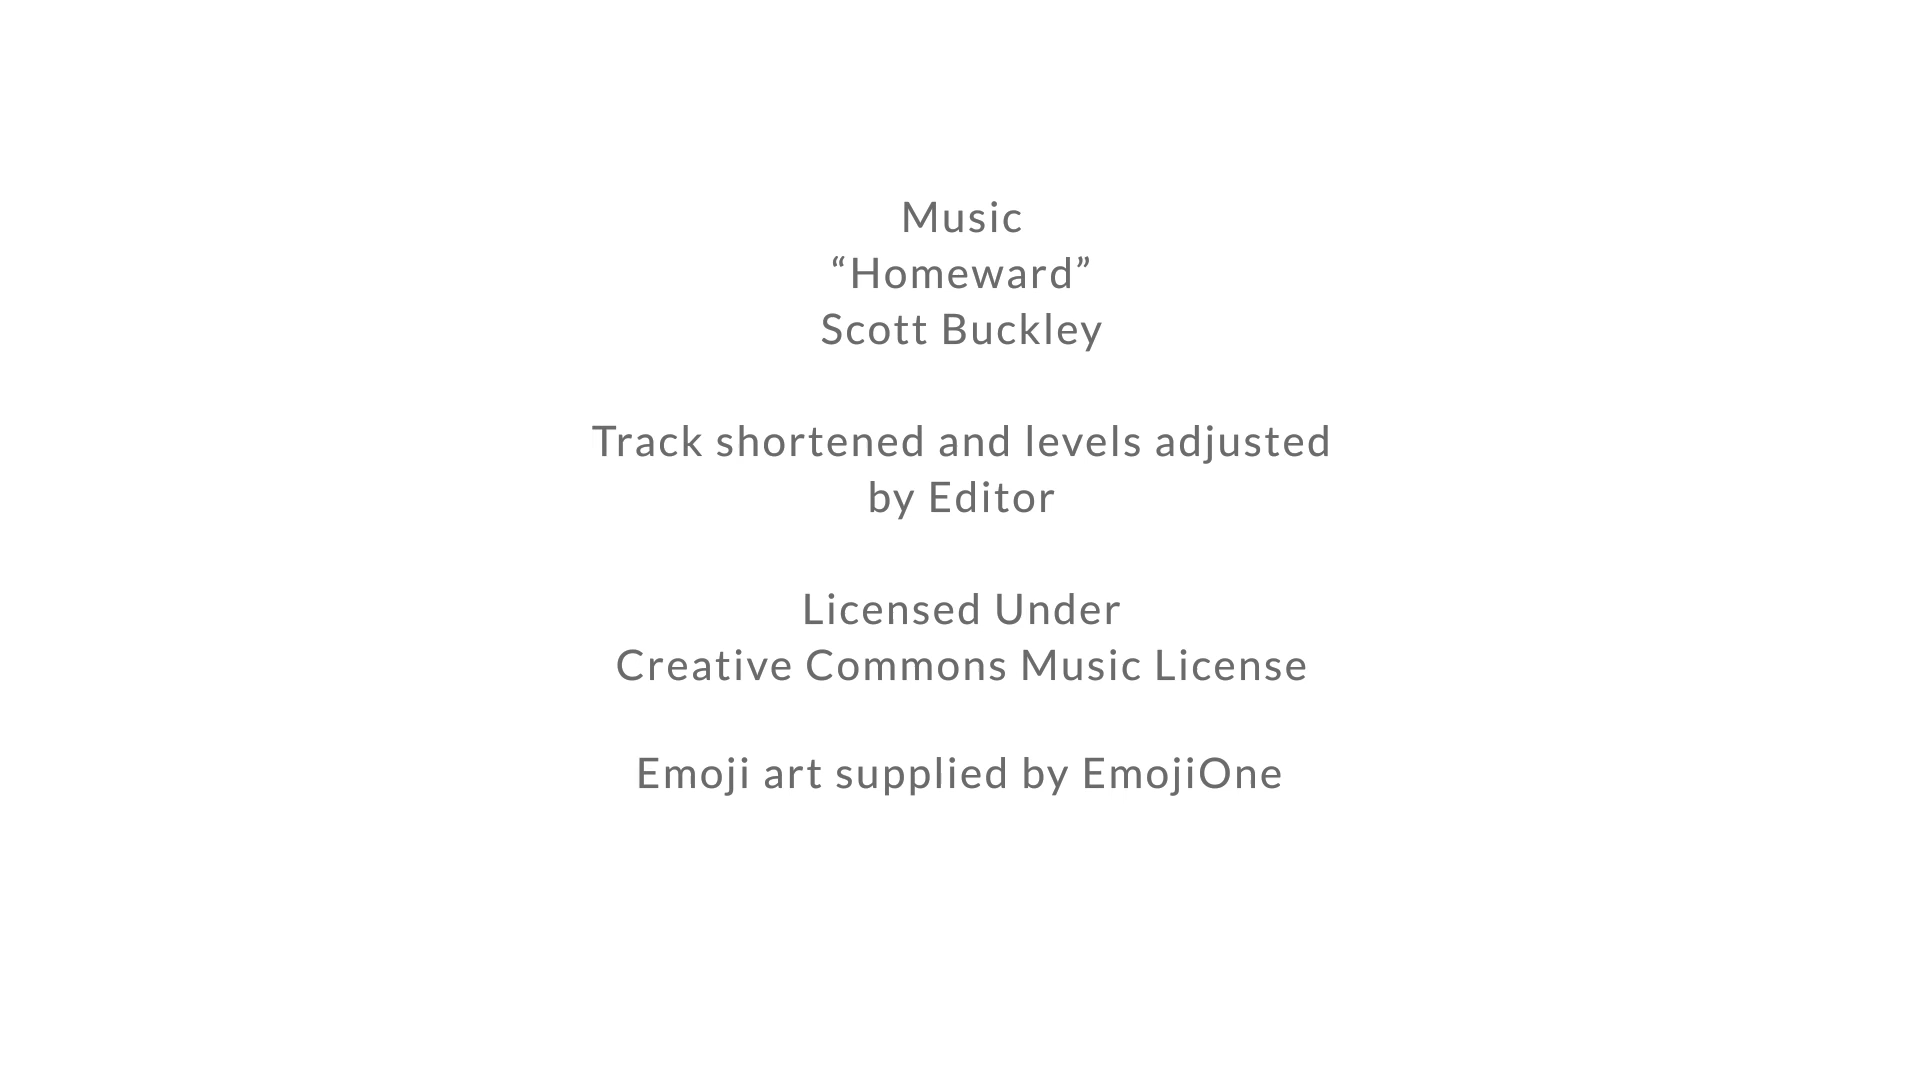 Music
“Homeward”
Scott Buckley
Track shortened and levels adjusted
by Editor
Licensed Under
Creative Commons Music License
Emoji art supplied by EmojiOne